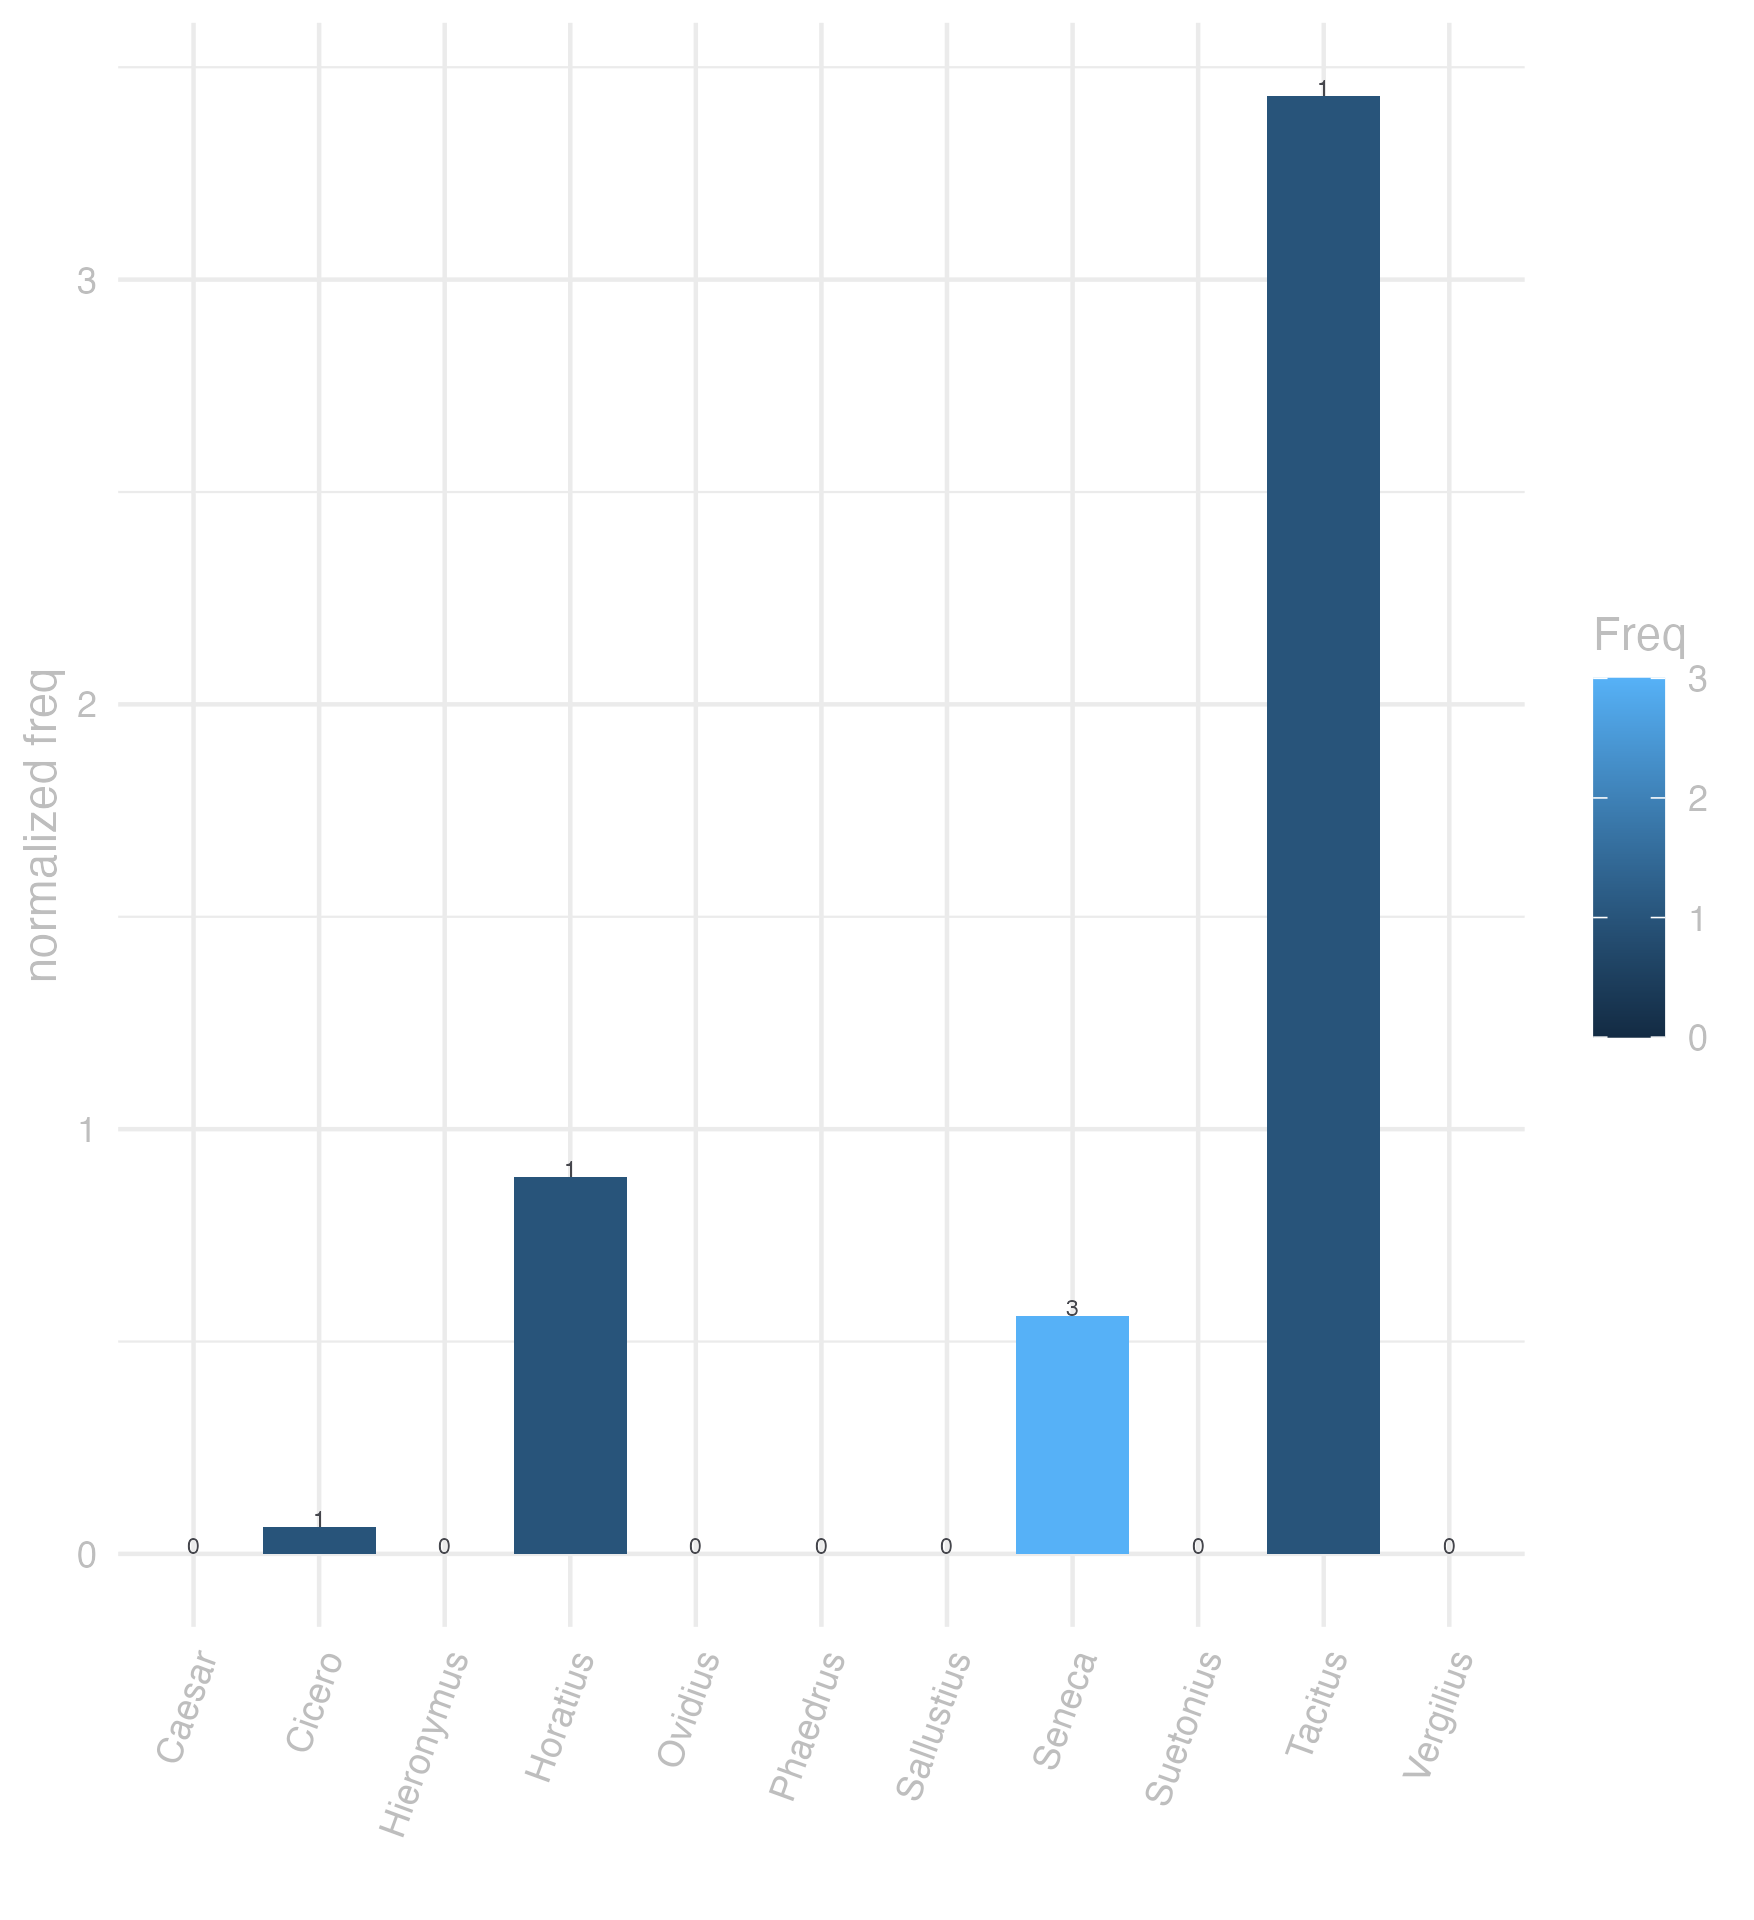 normalized freq
3
2
1
0
1
1
3
1
0
0
0
0
0
0
0
Caesar
Cicero
Hieronymus
Horatius
Ovidius
Phaedrus
Sallustius
Seneca
Suetonius
Tacitus
Vergilius
Freq
3
2
1
0